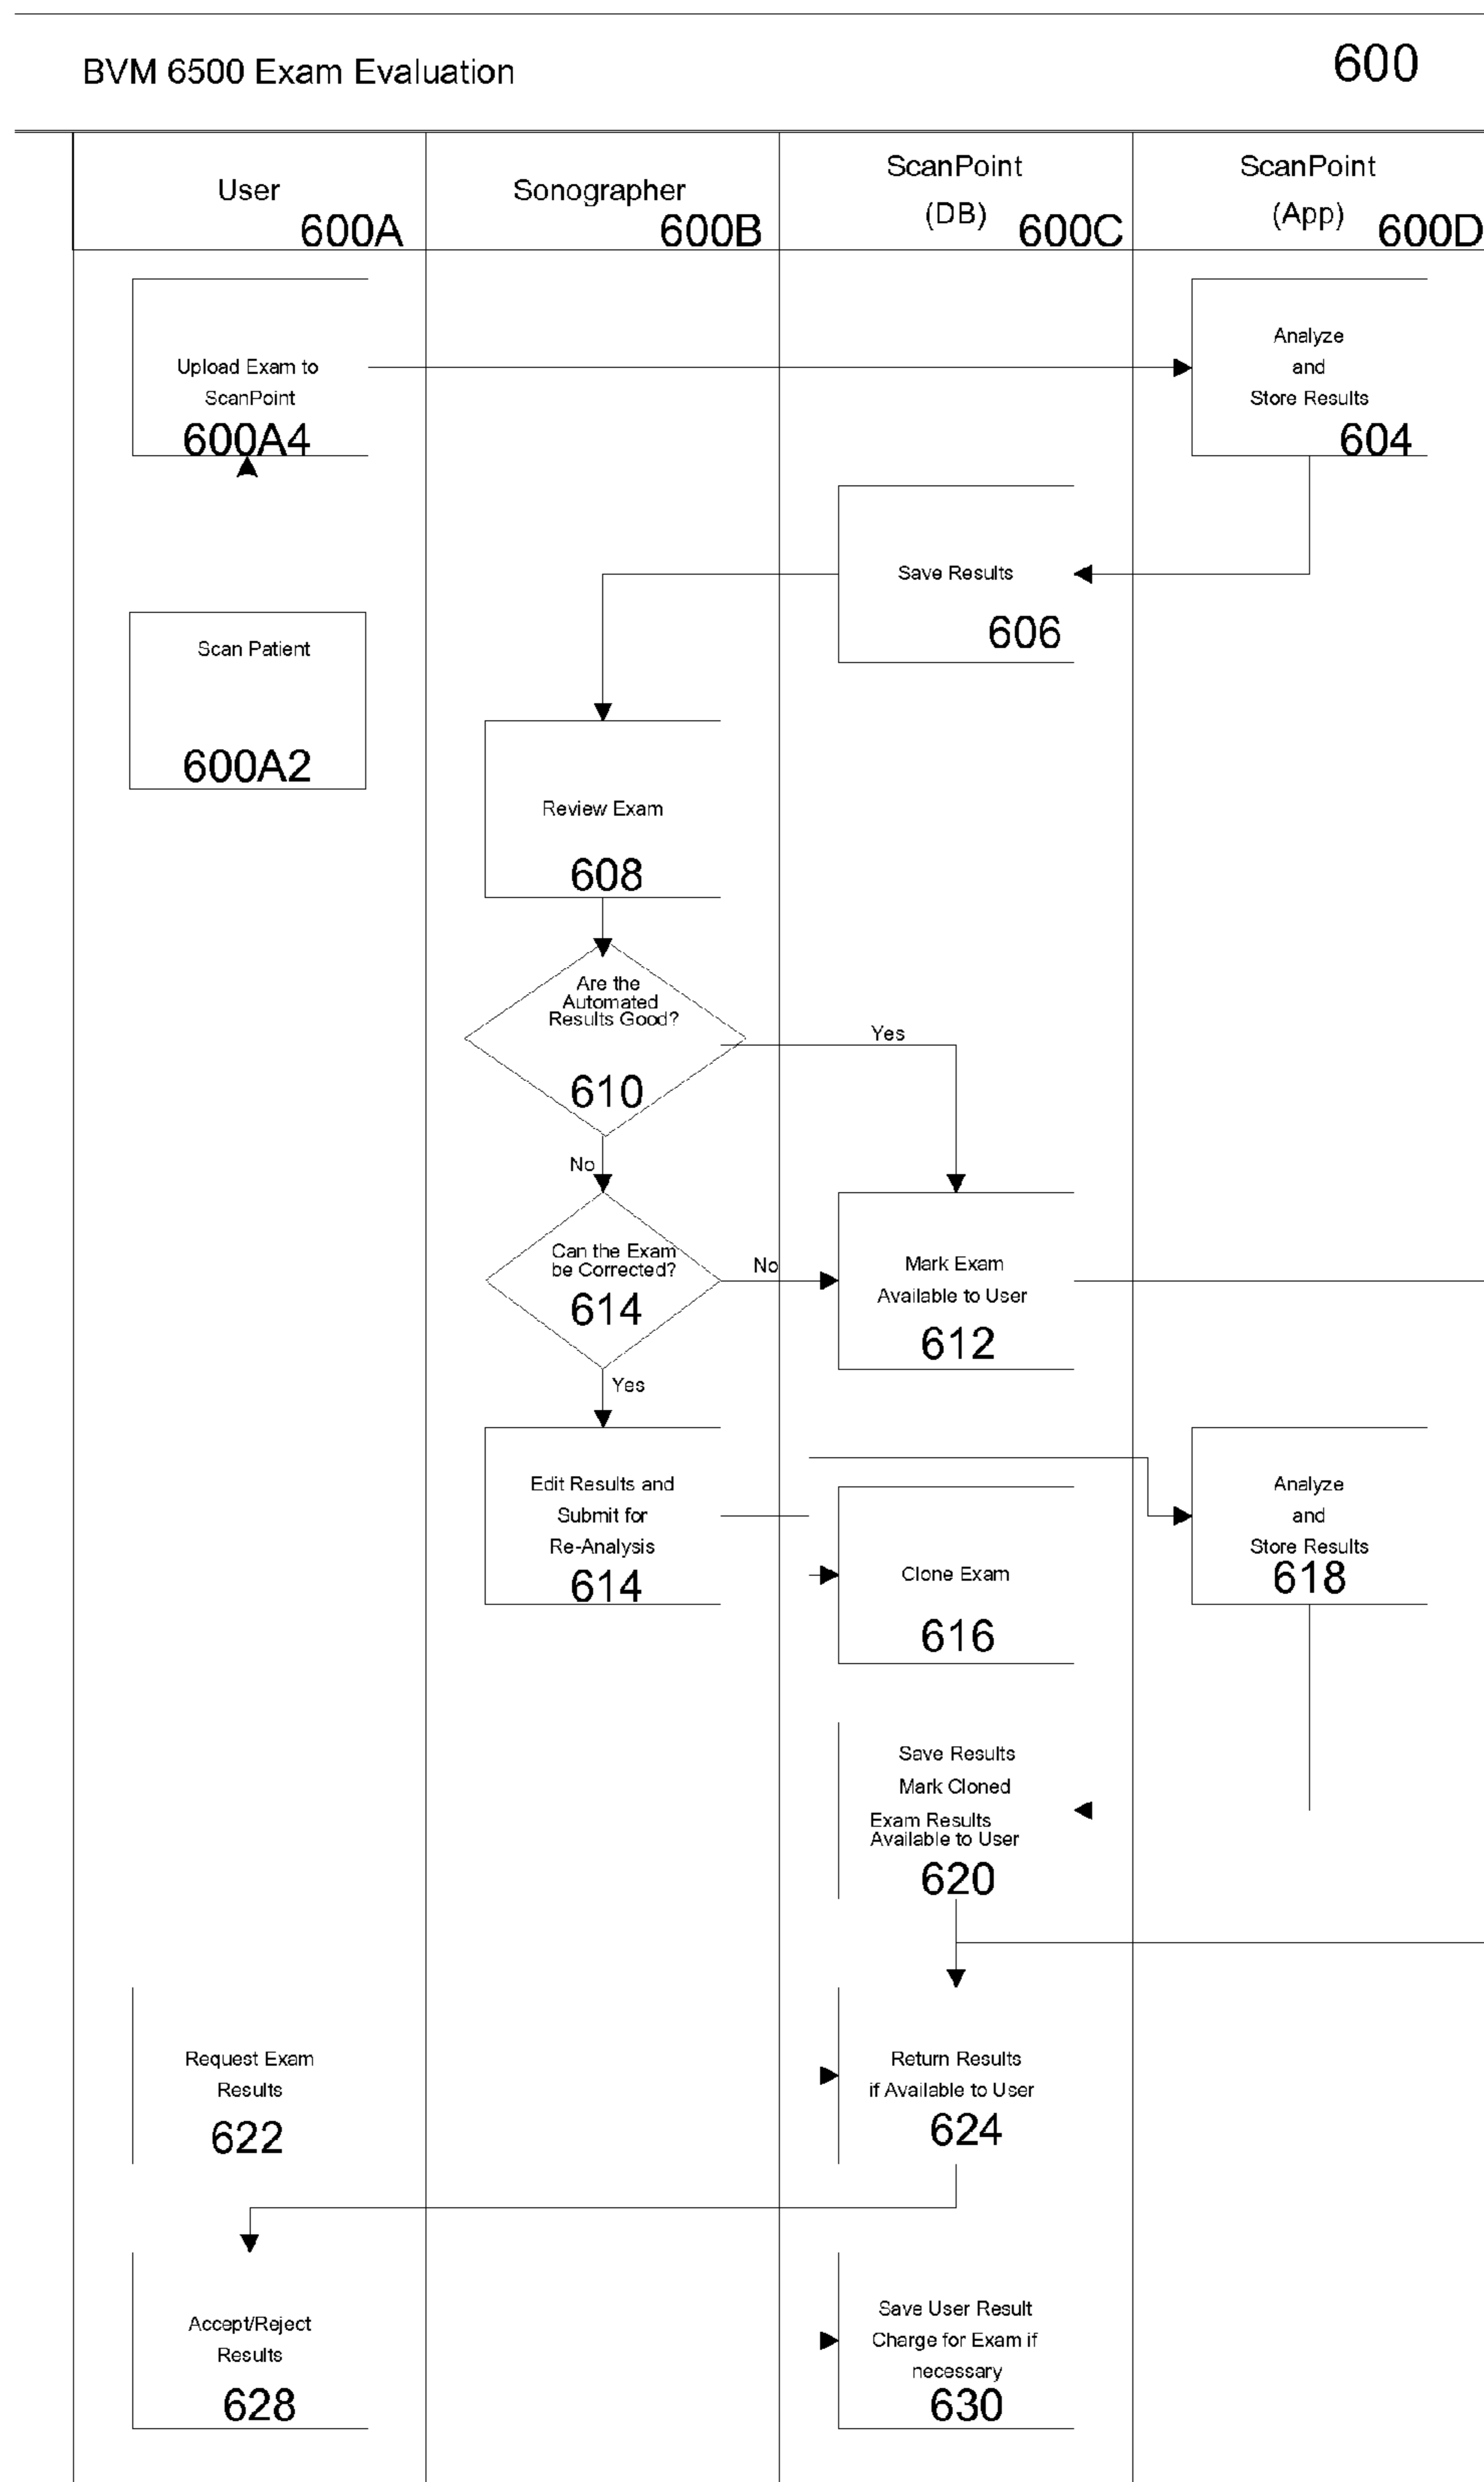 BVM 6500 Exam Evaluation
600
User
600A
Sonographer
600B
ScanPoint
(DB)
600C
ScanPoint
(App)
600D
Upload Exam to
ScanPoint
600A4
Analyze
and
Store Results
604
Save Results
606
Scan Patient
600A2
Review Exam
608
Are the
Automated
Results Good?
610
Yes
No
Can the Exam
be Corrected?
614
No
Yes
Mark Exam
Available to User
612
Edit Results and
Submit for
Re-Analysis
614
Clone Exam
616
Analyze
and
Store Results
618
Save Results
Mark Cloned
Exam Results
Available to User
620
Request Exam
Results
622
Return Results
if Available to User
624
Accept/Reject
Results
628
Save User Result
Charge for Exam if
necessary
630